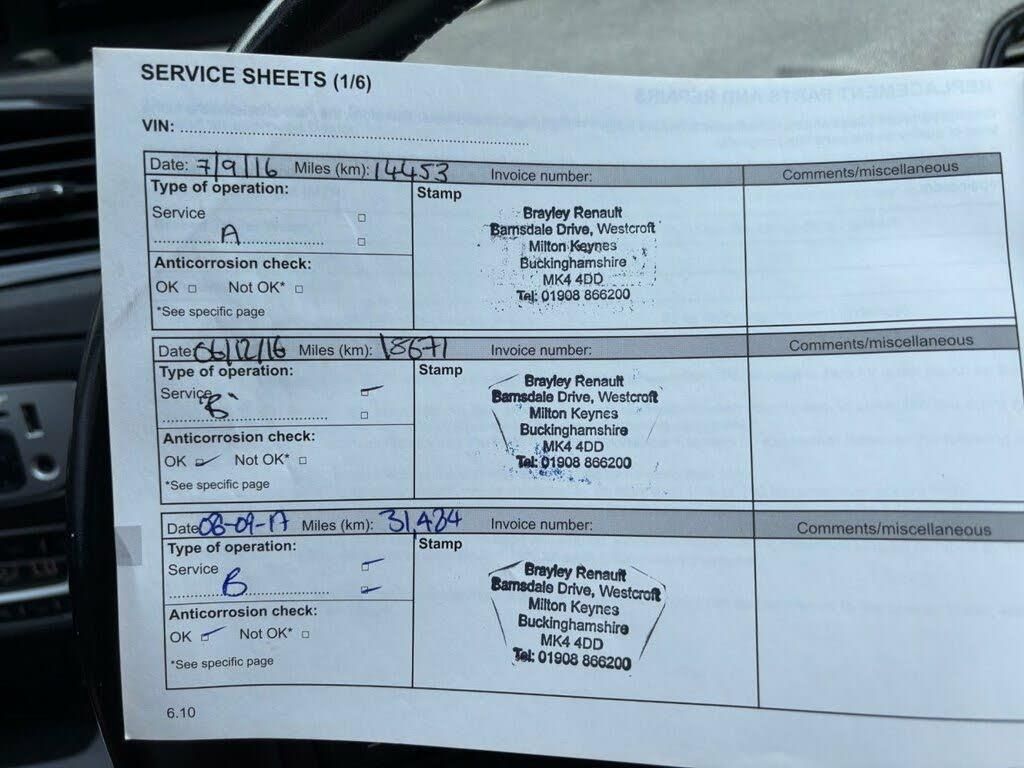 SERVICE SHEETS (1/6)
VIN:
Date: 7/9/16 Miles (km): 14453 Invoice number: Comments/miscellaneous
Type of operation:
Service
A
Anticorrosion check:
OK Not OK*
*See specific page
Stamp
Brayley Renault
Barnsdale Drive, Westcroft
Milton Keynes
Buckinghamshire
MK4 4DD
Tel: 01908 866200
Date: 06/12/16 Miles (km): 18671 Invoice number: Comments/miscellaneous
Type of operation:
Service
"B"
Anticorrosion check:
OK Not OK*
*See specific page
Stamp
Brayley Renault
Barnsdale Drive, Westcroft
Milton Keynes
Buckinghamshire
MK4 4DD
Tel: 01908 866200
Date 08-09-17 Miles (km): 31,484 Invoice number: Comments/miscellaneous
Type of operation:
Service
B
Anticorrosion check:
OK Not OK*
*See specific page
Stamp
Brayley Renault
Barnsdale Drive, Westcroft
Milton Keynes
Buckinghamshire
MK4 4DD
Tel: 01908 866200
6.10